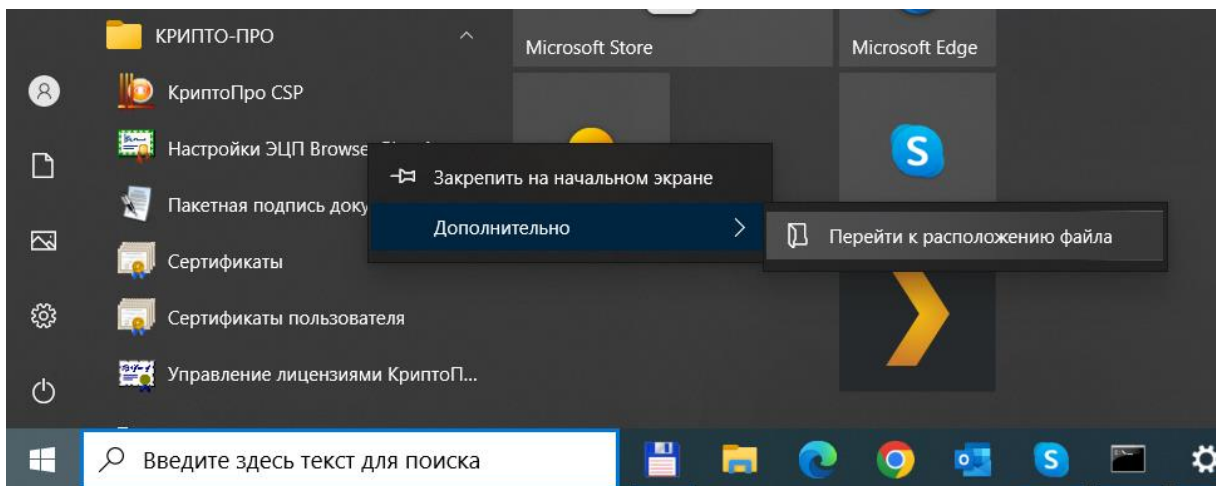 КРИПТО-ПРО
Microsoft Store
Microsoft Edge
КриптоПро CSP
Настройки ЭЦП Browse
Закрепить на начальном экране
Пакетная подпись доку
Дополнительно
Перейти к расположению файла
Сертификаты
Сертификаты пользователя
Управление лицензиями КриптоП...
Введите здесь текст для поиска